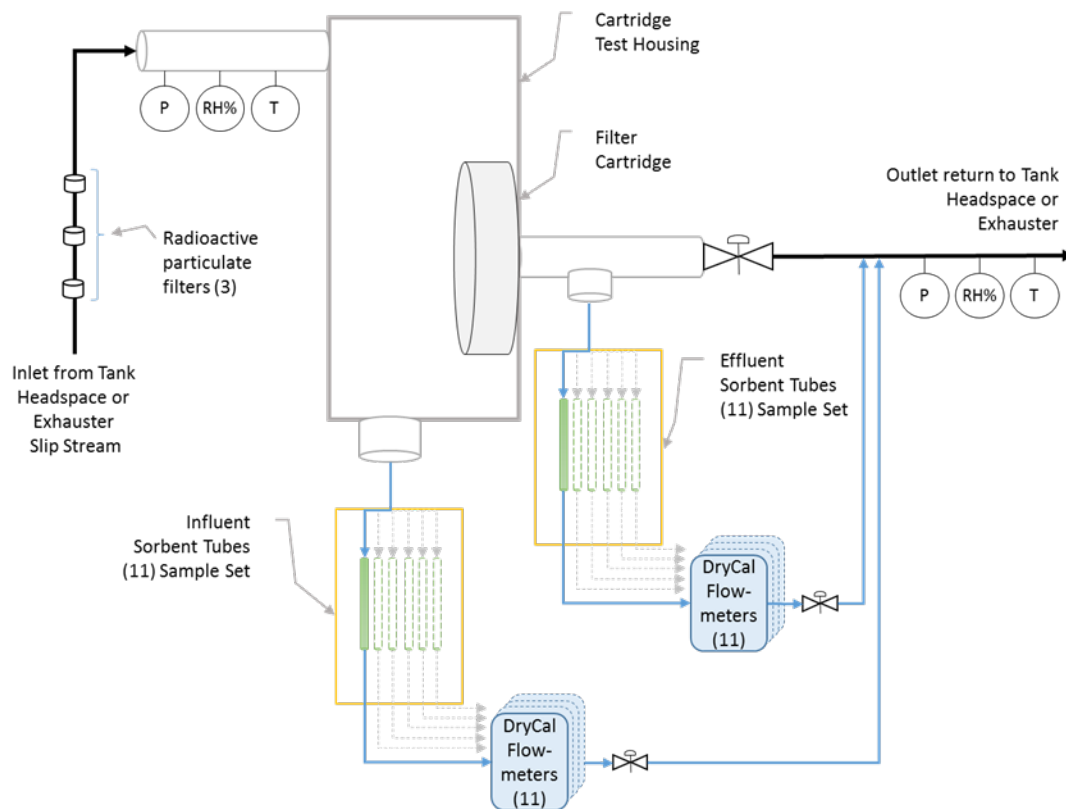 Cartridge
Test Housing
P
RH%
T
Filter
Cartridge
Radioactive
particulate
filters (3)
Outlet return to Tank
Headspace or
Exhauster
P
RH%
T
Inlet from Tank
Headspace or
Exhauster
Slip Stream
Effluent
Sorbent Tubes
(11) Sample Set
Influent
Sorbent Tubes
(11) Sample Set
DryCal
Flow-
meters
(11)
DryCal
Flow-
meters
(11)